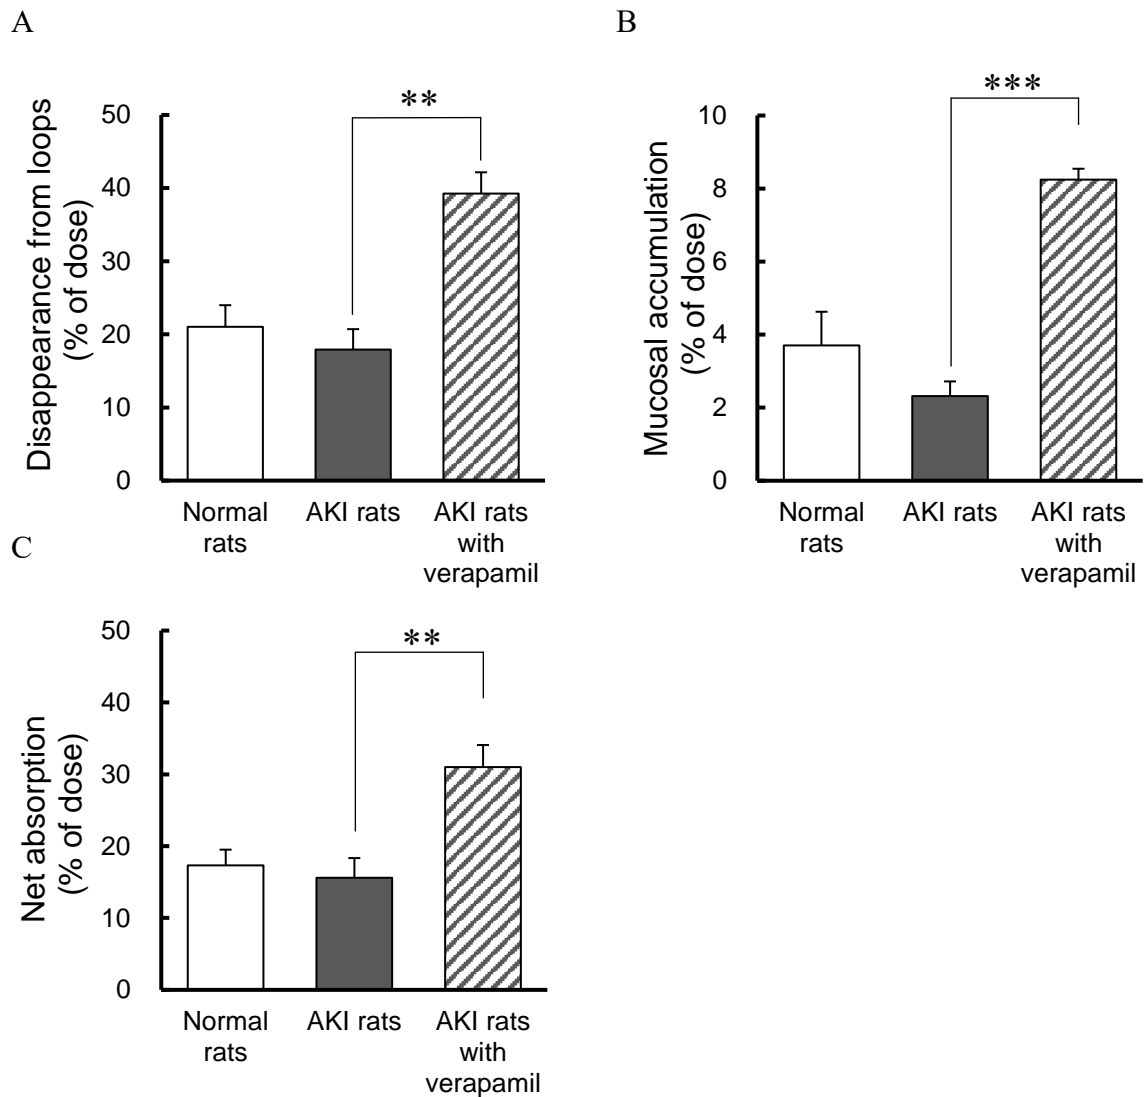 A
Disappearance from loops
(% of dose)
50
40
30
20
10
0
**
Normal
rats
AKI rats
AKI rats
with
verapamil
B
Mucosal accumulation
(% of dose)
10
8
6
4
2
0
***
Normal
rats
AKI rats
AKI rats
with
verapamil
C
Net absorption
(% of dose)
50
40
30
20
10
0
**
Normal
rats
AKI rats
AKI rats
with
verapamil